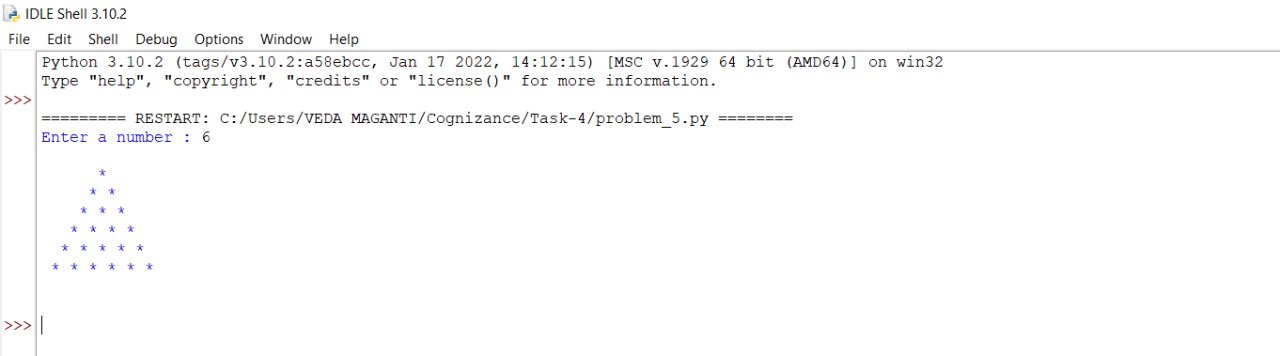 IDLE Shell 3.10.2
File Edit Shell Debug Options Window Help
Python 3.10.2 (tags/v3.10.2:a58ebcc, Jan 17 2022, 14:12:15) [MSC v.1929 64 bit (AMD64)] on win32
Type "help", "copyright", "credits" or "license()" for more information.
>>>
========= RESTART: C:/Users/VEDA MAGANTI/Cognizance/Task-4/problem_5.py ========
Enter a number : 6
      *
     * *
    * * *
   * * * *
  * * * * *
 * * * * * *
>>>